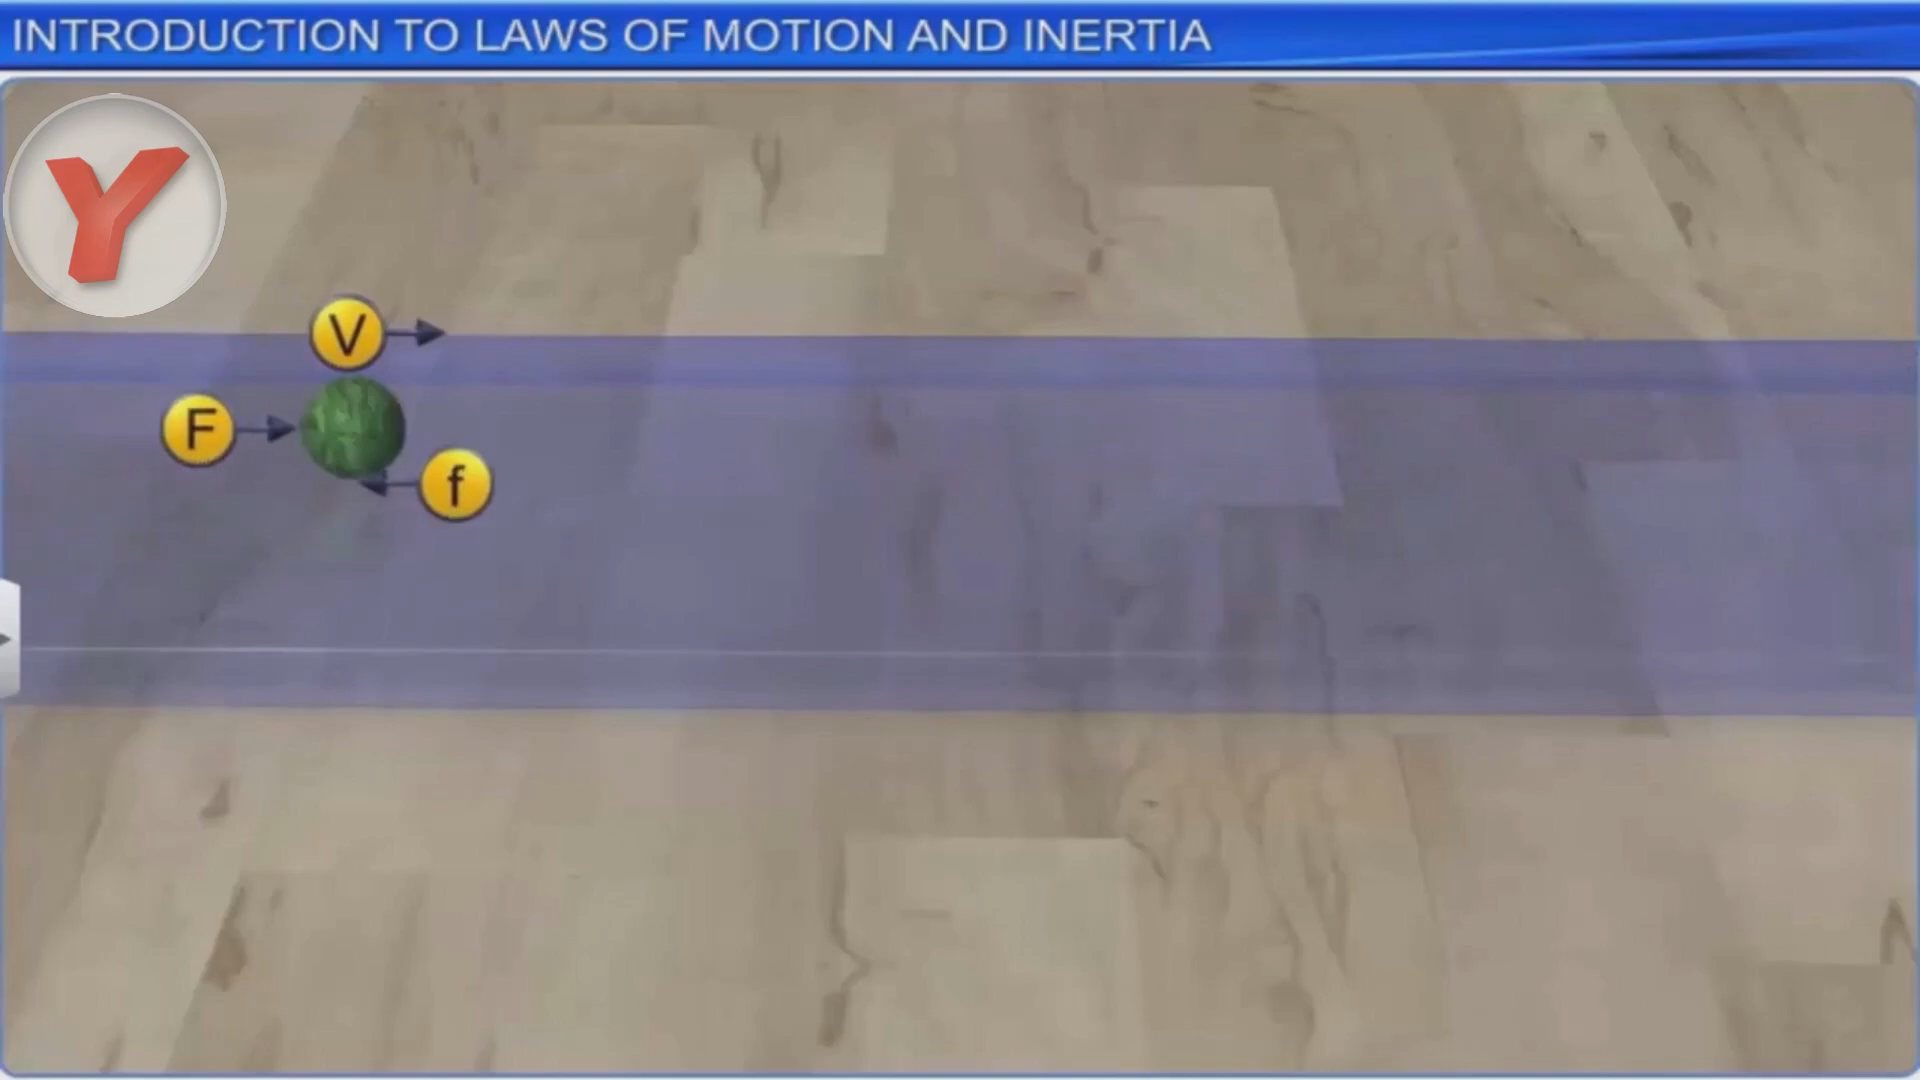 INTRODUCTION TO LAWS OF MOTION AND INERTIA
Y
V
F
f